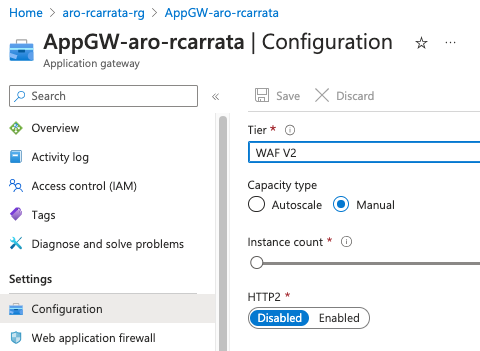 Home > aro-rcarrata-rg > AppGW-aro-rcarrata
AppGW-aro-rcarrata | Configuration
Application gateway
Search
Save
Discard
Overview
Activity log
Access control (IAM)
Tags
Diagnose and solve problems
Settings
Configuration
Web application firewall
Tier *
WAF V2
Capacity type
Autoscale Manual
Instance count *
HTTP2 *
Disabled Enabled